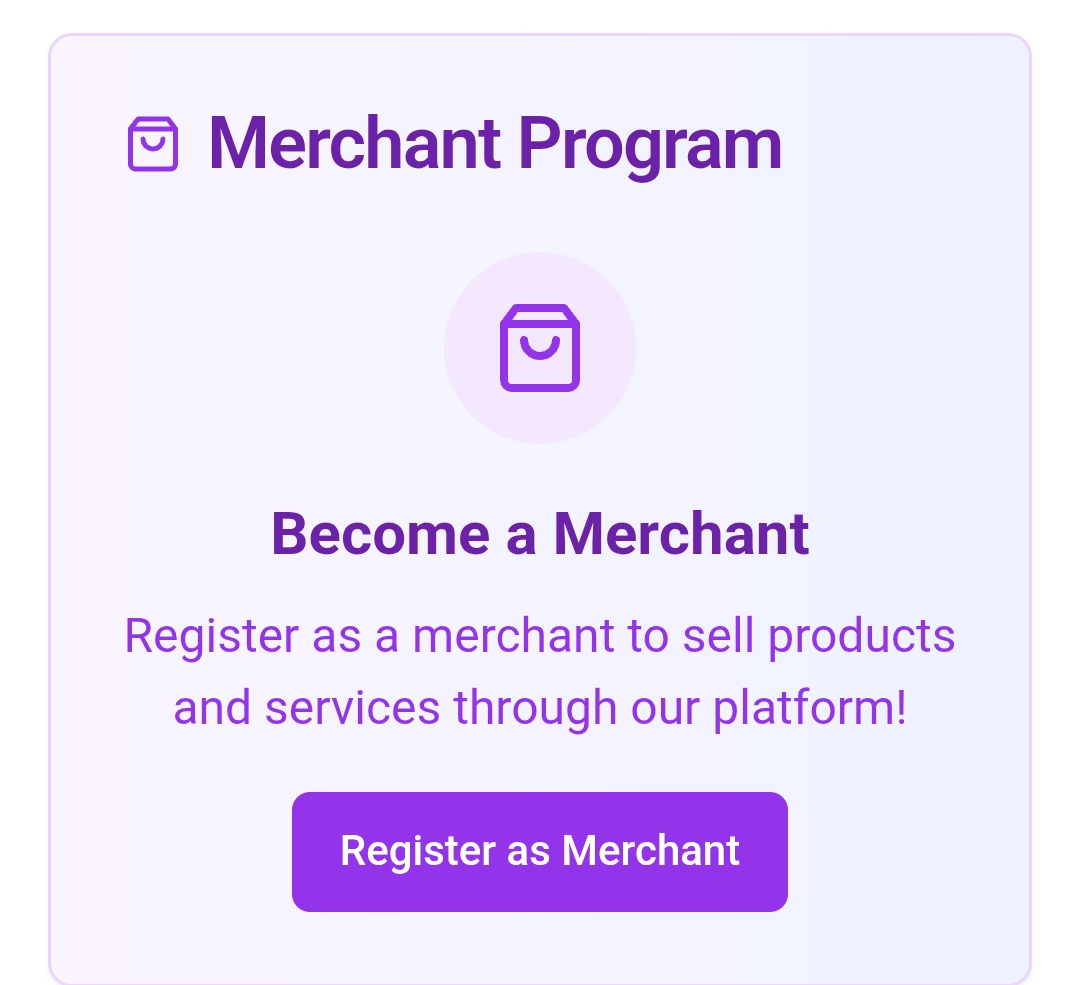 Merchant Program
Become a Merchant
Register as a merchant to sell products
and services through our platform!
Register as Merchant